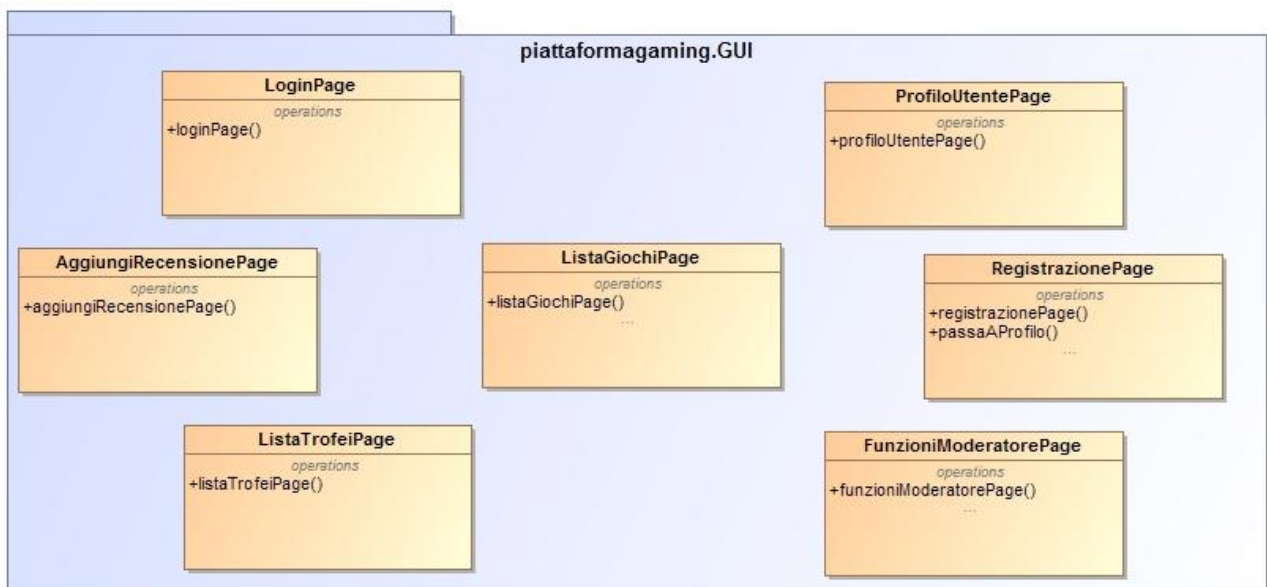 piattaformagaming.GUI
LoginPage
operations
+loginPage()
ProfiloUtentePage
operations
+profiloUtentePage()
AggiungiRecensionePage
operations
+aggiungiRecensionePage()
ListaGiochiPage
operations
+listaGiochiPage()
...
RegistrazionePage
operations
+registrazionePage()
+passaAProfilo()
...
ListaTrofeiPage
operations
+listaTrofeiPage()
FunzioniModeratorePage
operations
+funzioniModeratorePage()
...